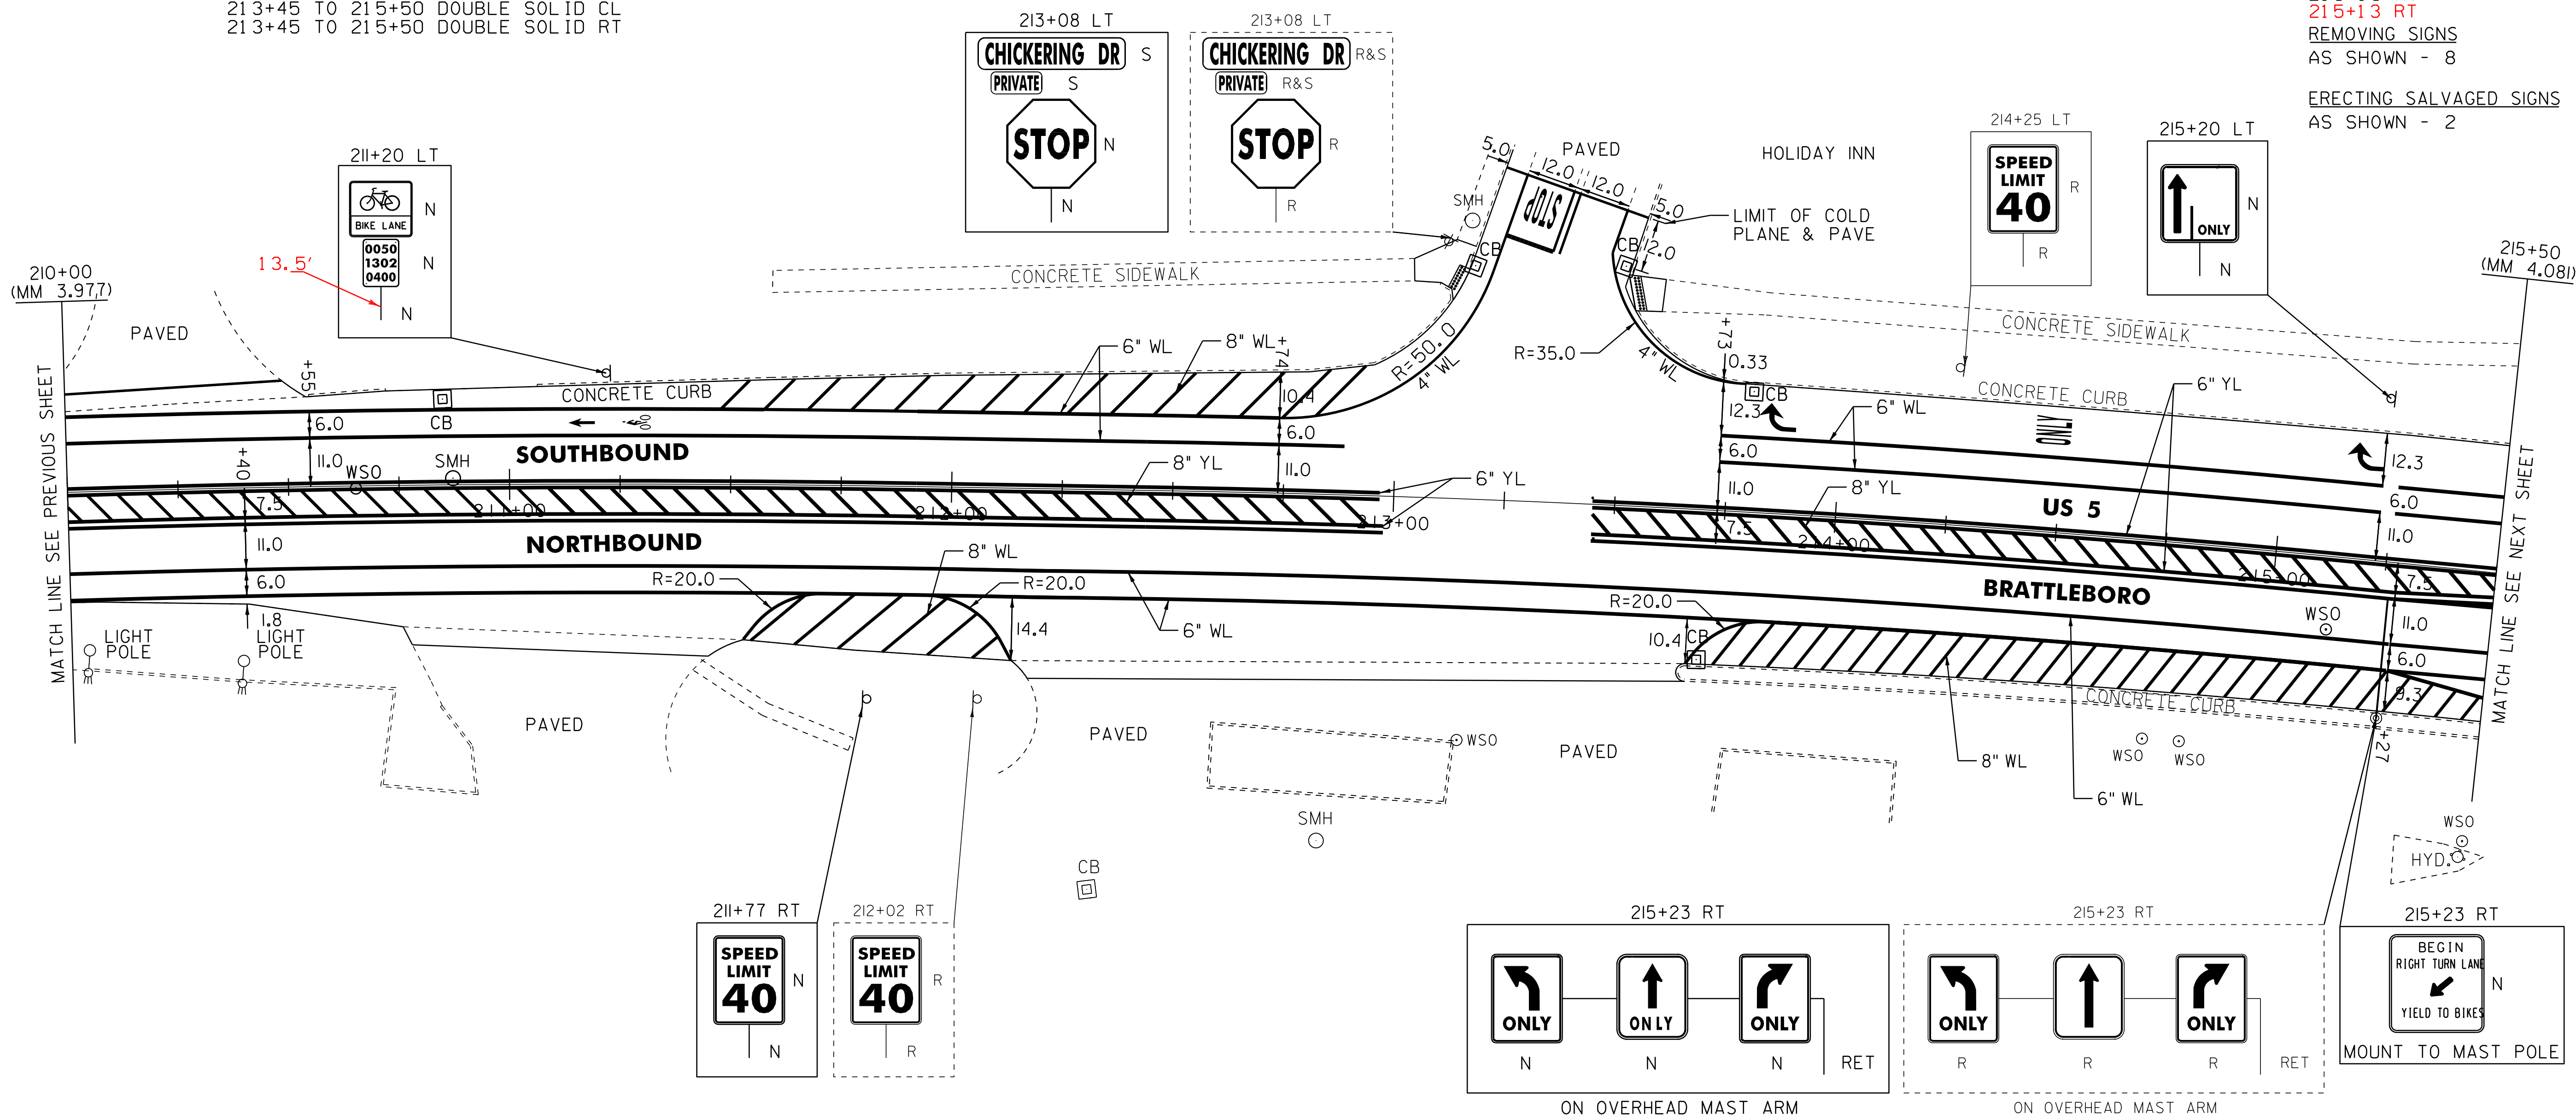 213+45 TO 215+50 DOUBLE SOLID CL
213+45 TO 215+50 DOUBLE SOLID RT
215+13 RT
REMOVING SIGNS
AS SHOWN - 8
ERECTING SALVAGED SIGNS
AS SHOWN - 2
213+08 LT
CHICKERING DR S
PRIVATE S
STOP N
N
213+08 LT
CHICKERING DR R&S
PRIVATE R&S
STOP R
R
211+20 LT
BIKE LANE N
0050
1302
0400
N
N
13.5'
214+25 LT
SPEED
LIMIT
40
R
R
215+20 LT
ONLY
N
N
210+00
(MM 3.977)
215+50
(MM 4.081)
5.0
PAVED
12.0
12.0
5.0
12.0
HOLIDAY INN
LIMIT OF COLD
PLANE & PAVE
SMH
STOP
CB
CB
PAVED
CONCRETE SIDEWALK
CONCRETE SIDEWALK
MATCH LINE SEE PREVIOUS SHEET
MATCH LINE SEE NEXT SHEET
+55
6" WL
8" WL
+74
R=50.0
4" WL
R=35.0
4" WL
+73
0.33
CONCRETE CURB
CONCRETE CURB
6" YL
CB
10.4
12.3
CB
6" WL
ONLY
12.3
6.0
6.0
6.0
6.0
SOUTHBOUND
11.0
11.0
11.0
11.0
+40
WSO
SMH
8" YL
6" YL
8" YL
US 5
7.5
211+00
212+00
213+00
7.5
214+00
215+00
7.5
NORTHBOUND
BRATTLEBORO
11.0
11.0
8" WL
6.0
R=20.0
R=20.0
R=20.0
WSO
1.8
14.4
6" WL
10.4
CB
6.0
9.3
LIGHT
POLE
LIGHT
POLE
CONCRETE CURB
+27
PAVED
PAVED
WSO
PAVED
8" WL
6" WL
WSO
WSO
SMH
CB
WSO
HYD.
211+77 RT
SPEED
LIMIT
40
N
N
212+02 RT
SPEED
LIMIT
40
R
R
215+23 RT
ONLY
ONLY
ONLY
N
N
N
RET
ON OVERHEAD MAST ARM
215+23 RT
ONLY
ONLY
R
R
R
RET
ON OVERHEAD MAST ARM
215+23 RT
BEGIN
RIGHT TURN LANE
YIELD TO BIKES
N
MOUNT TO MAST POLE